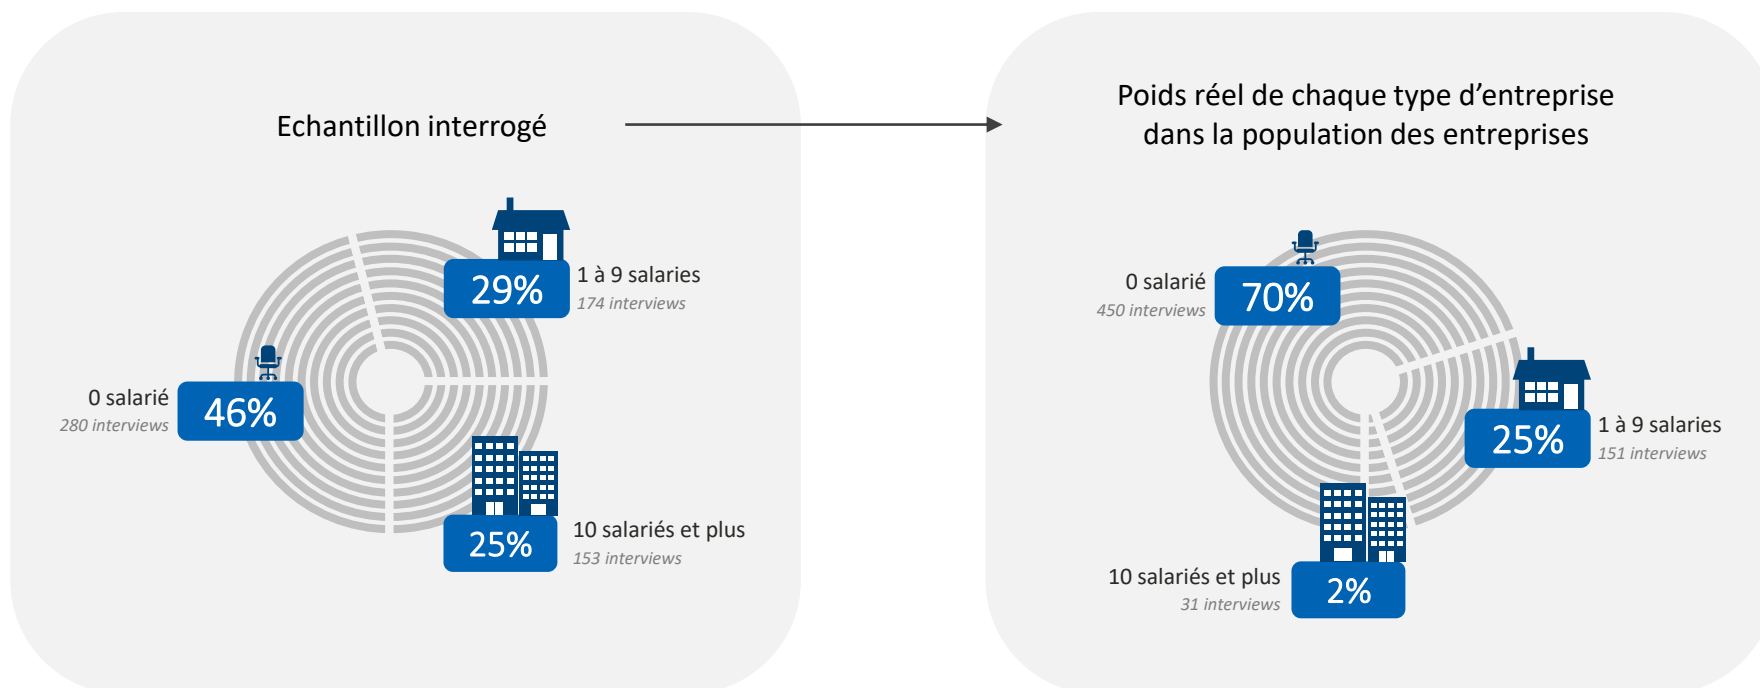 Echantillon interrogé
29%
1 à 9 salaries
174 interviews
0 salarié
280 interviews
46%
25%
10 salariés et plus
153 interviews
Poids réel de chaque type d’entreprise
dans la population des entreprises
0 salarié
450 interviews
70%
25%
1 à 9 salaries
151 interviews
10 salariés et plus
31 interviews
2%